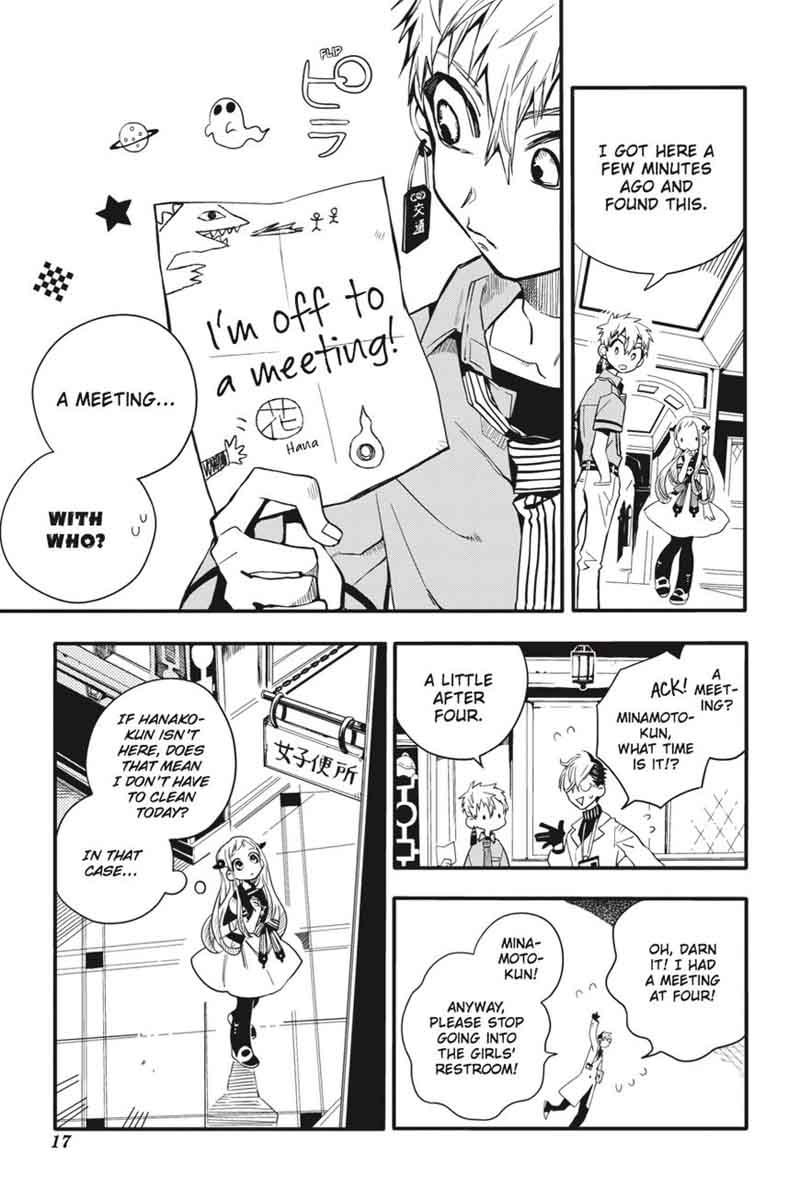 I GOT HERE A
FEW MINUTES
AGO AND
FOUND THIS.
FLIP
ピラ
交通
I'm off to
a meeting!
花
Hana
A MEETING...
WITH
WHO?
A
MEET-
ING?
ACK!
MINAMOTO-
KUN,
WHAT TIME
IS IT!?
A LITTLE
AFTER
FOUR.
OH, DARN
IT! I HAD
A MEETING
AT FOUR!
MINA-
MOTO-
KUN!
ANYWAY,
PLEASE STOP
GOING INTO
THE GIRLS'
RESTROOM!
IF HANAKO-
KUN ISN'T
HERE, DOES
THAT MEAN
I DON'T HAVE
TO CLEAN
TODAY?
IN THAT
CASE...
女子便所
17